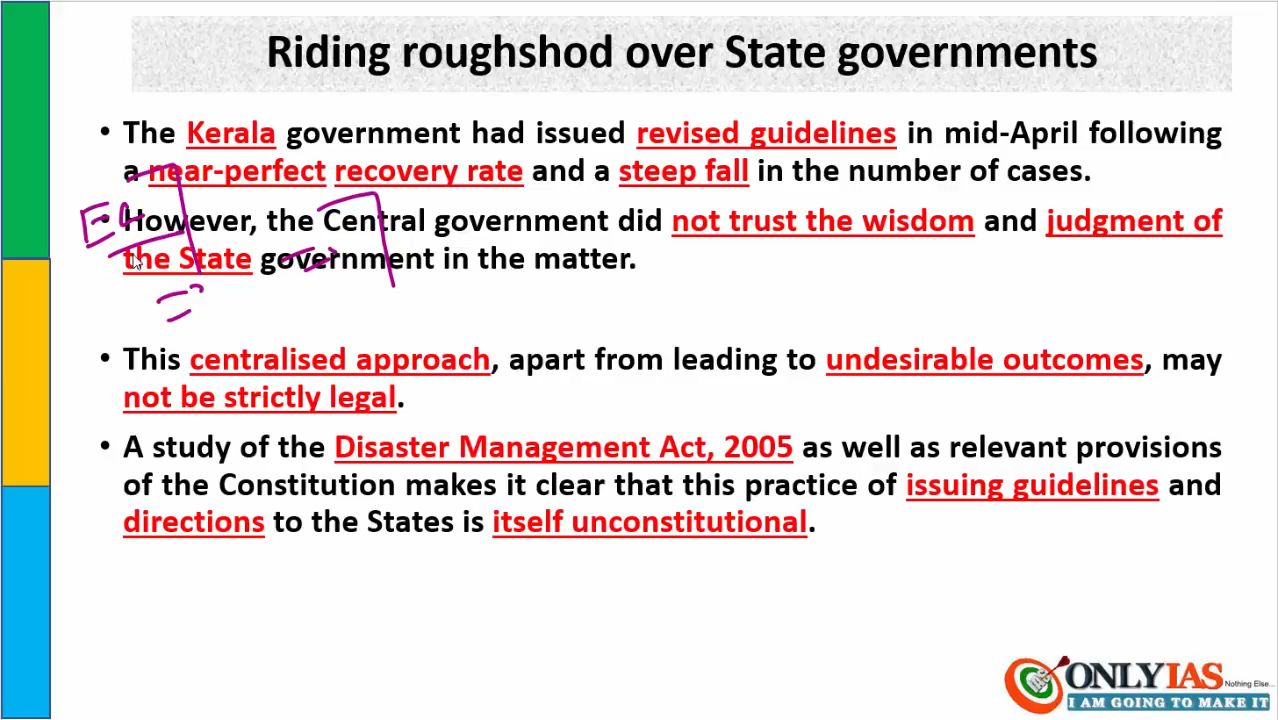 Riding roughshod over State governments
• The Kerala government had issued revised guidelines in mid-April following
a near-perfect recovery rate and a steep fall in the number of cases.
• However, the Central government did not trust the wisdom and judgment of
the State government in the matter.
• This centralised approach, apart from leading to undesirable outcomes, may
not be strictly legal.
• A study of the Disaster Management Act, 2005 as well as relevant provisions
of the Constitution makes it clear that this practice of issuing guidelines and
directions to the States is itself unconstitutional.
ONLYIAS
Nothing Else...
I AM GOING TO MAKE IT